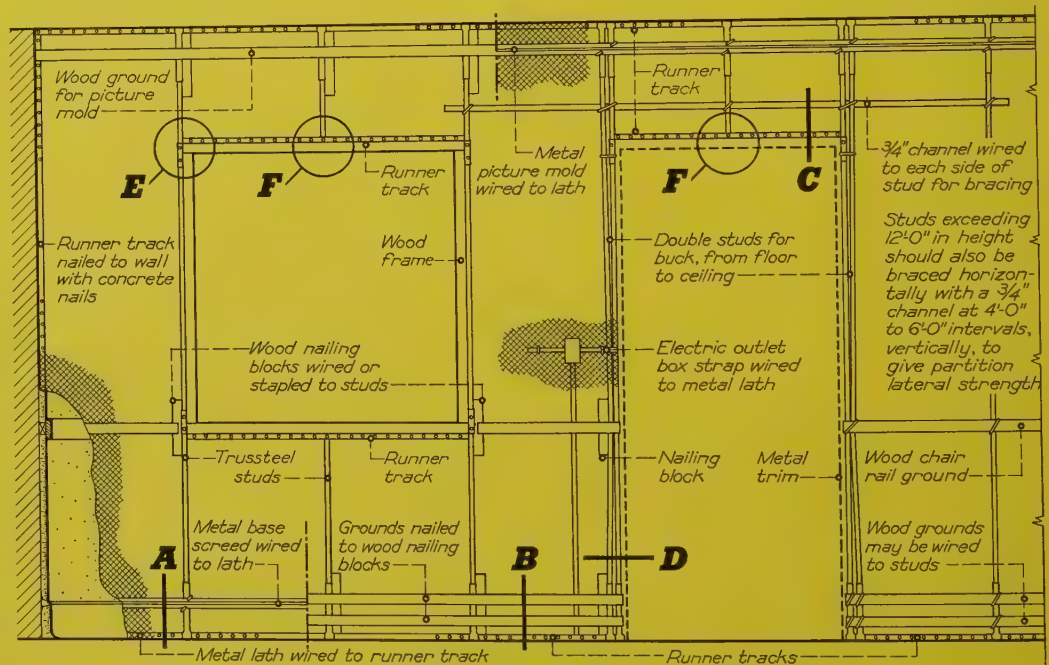 Wood ground
for picture
mold
Runner
track
E
F
Runner
track
Metal
picture mold
wired to lath
F
C
3/4" channel wired
to each side of
stud for bracing
Runner track
nailed to wall
with concrete
nails
Wood
frame
Double studs for
buck, from floor
to ceiling
Studs exceeding
12'-0" in height
should also be
braced horizon-
tally with a 3/4"
channel at 4'-0"
to 6'-0" intervals,
vertically, to
give partition
lateral strength
Wood nailing
blocks wired or
stapled to studs
Electric outlet
box strap wired
to metal lath
Trussteel
studs
Runner
track
Nailing
block
Metal
trim
Wood chair
rail ground
A
Metal base
screed wired
to lath
Grounds nailed
to wood nailing
blocks
B
D
Wood grounds
may be wired
to studs
Metal lath wired to runner track
Runner tracks